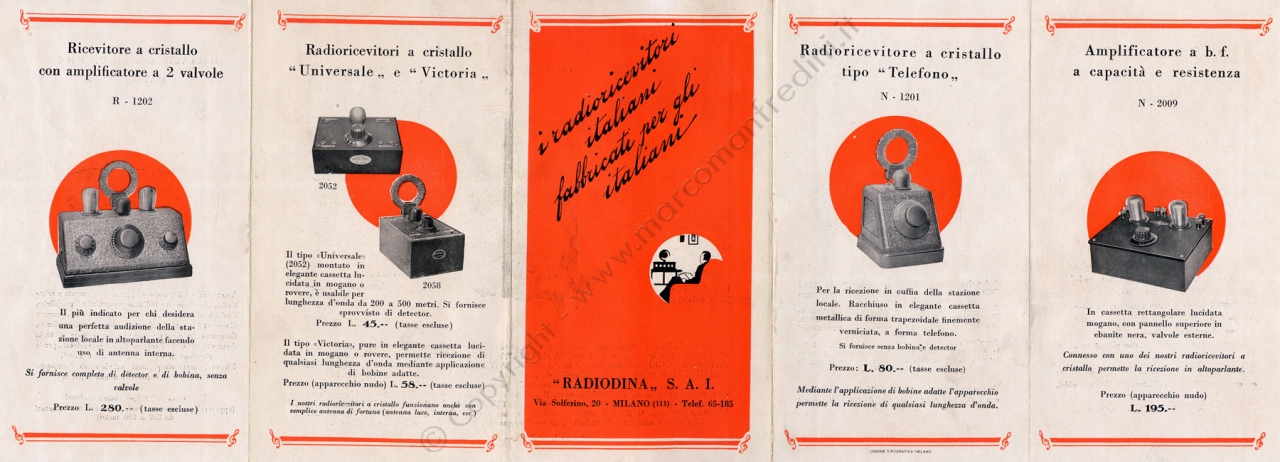 Ricevitore a cristallo
con amplificatore a 2 valvole
R - 1202
Il più indicato per chi desidera
una perfetta audizione della sta-
zione locale in altoparlante facendo
uso di antenna interna.
Si fornisce completo di detector e di bobina, senza
valvole
Prezzo L. 280.-- (tasse escluse)
Radioricevitori a cristallo
“Universale„ e “Victoria„
2052
2058
Il tipo «Universale»
(2052) montato in
elegante cassetta lu-
cidata in mogano o
rovere, è usabile per
lunghezza d'onda da 200 a 500 metri. Si fornisce
sprovvisto di detector.
Prezzo L. 45.-- (tasse escluse)
Il tipo «Victoria», pure in elegante cassetta luci-
data in mogano o rovere, permette ricezione di
qualsiasi lunghezza d'onda mediante applicazione
di bobine adatte.
Prezzo (apparecchio nudo) L. 58.-- (tasse escluse)
I nostri radioricevitori a cristallo funzionano anche con
semplice antenna di fortuna (antenna luce, interna, ecc.)
i radioricevitori
italiani
fabbricati per gli
italiani
“RADIODINA„ S. A. I.
Via Solferino, 20 - MILANO (111) - Telef. 65-185
Radioricevitore a cristallo
tipo “Telefono„
N - 1201
Per la ricezione in cuffia della stazione
locale. Racchiuso in elegante cassetta
metallica di forma trapezoidale finemente
verniciata, a forma telefono.
Si fornisce senza bobina e detector
Prezzo: L. 80.-- (tasse escluse)
Mediante l'applicazione di bobine adatte l'apparecchio
permette la ricezione di qualsiasi lunghezza d'onda.
UNIONE TIPOGRAFICA - MILANO
Amplificatore a b. f.
a capacità e resistenza
N - 2009
In cassetta rettangolare lucidata
mogano, con pannello superiore in
ebanite nera, valvole esterne.
Connesso con uno dei nostri radioricevitori a
cristallo permette la ricezione in altoparlante.
Prezzo (apparecchio nudo)
L. 195.--
© Copyright - www.marcomanfredini.it